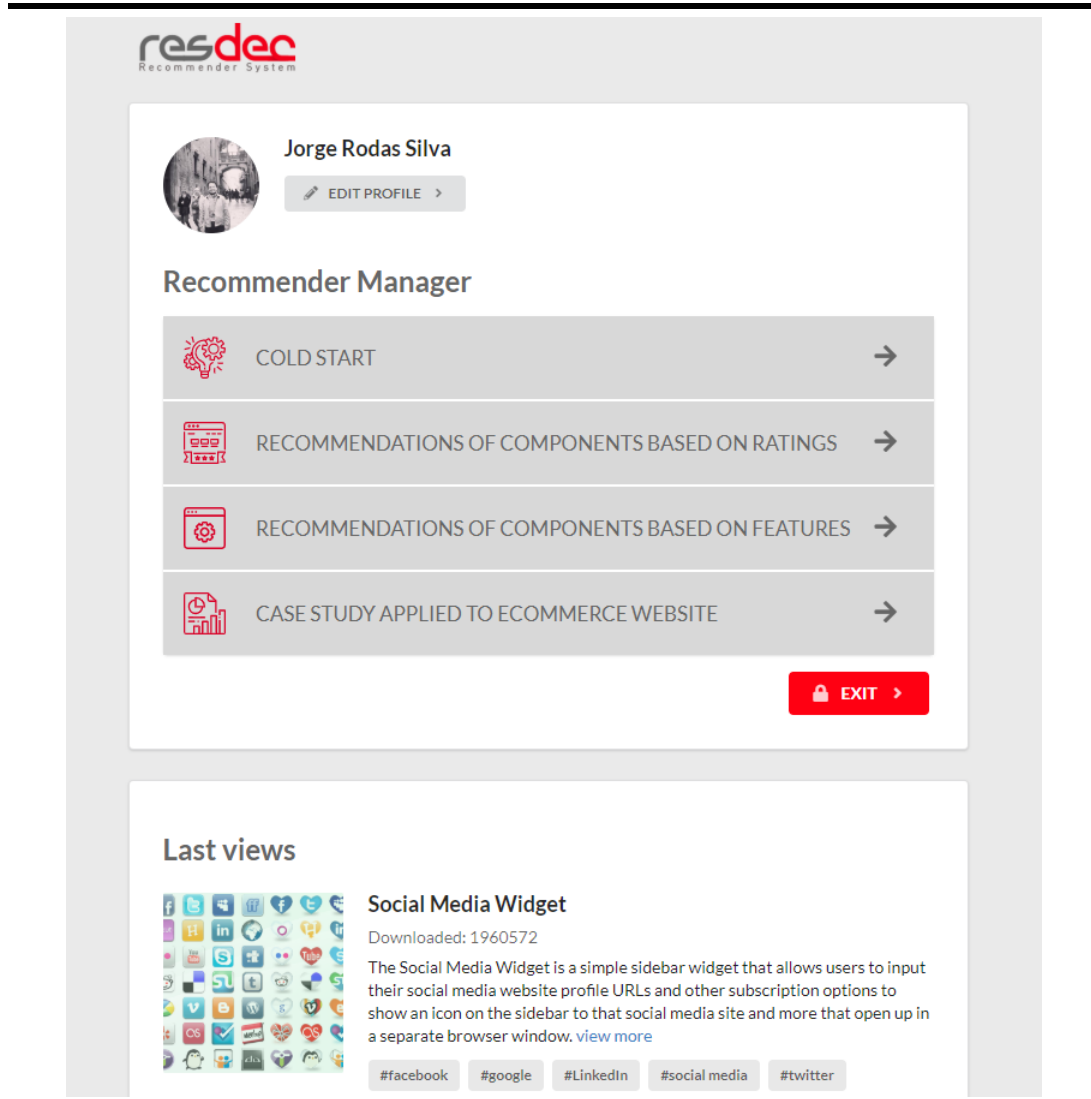 resdec
Recommender System
Jorge Rodas Silva
EDIT PROFILE
Recommender Manager
COLD START
RECOMMENDATIONS OF COMPONENTS BASED ON RATINGS
RECOMMENDATIONS OF COMPONENTS BASED ON FEATURES
CASE STUDY APPLIED TO ECOMMERCE WEBSITE
EXIT
Last views
Social Media Widget
Downloaded: 1960572
The Social Media Widget is a simple sidebar widget that allows users to input
their social media website profile URLs and other subscription options to
show an icon on the sidebar to that social media site and more that open up in
a separate browser window. view more
#facebook #google #LinkedIn #social media #twitter